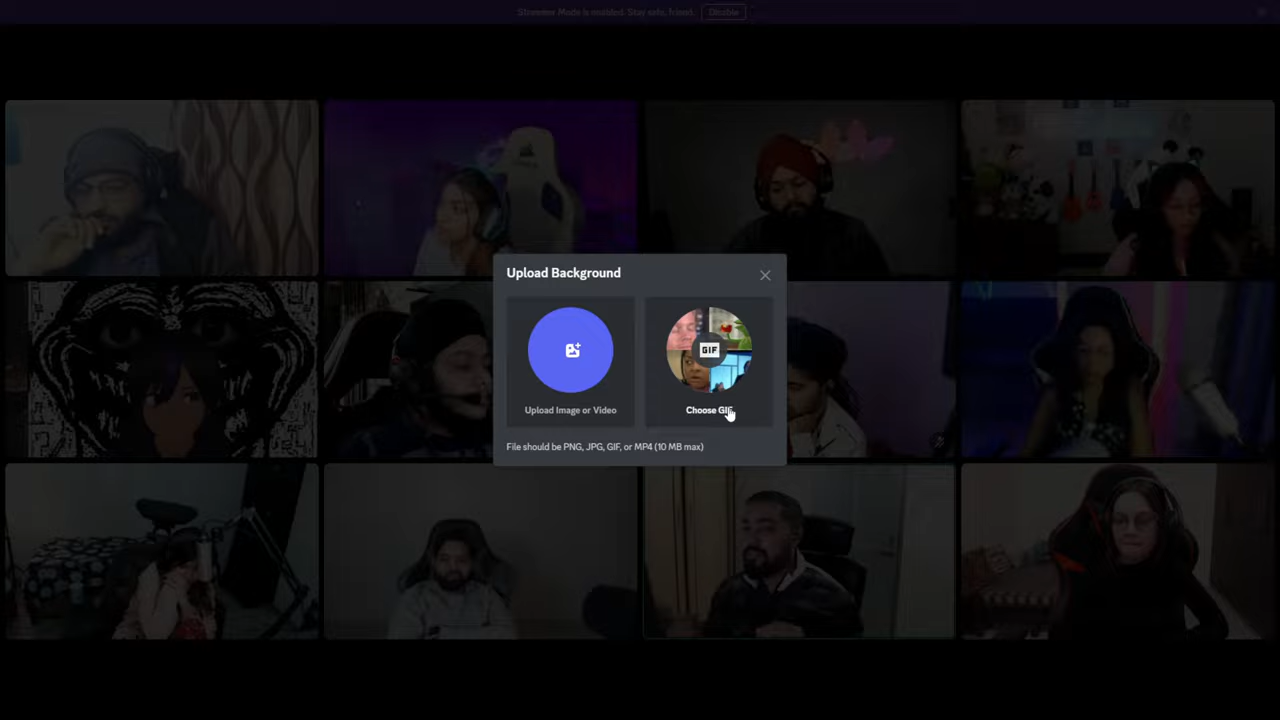 Streamer Mode is enabled. Stay safe, friend.
Disable
Upload Background
GIF
Upload Image or Video
Choose GIF
File should be PNG, JPG, GIF, or MP4 (10 MB max)